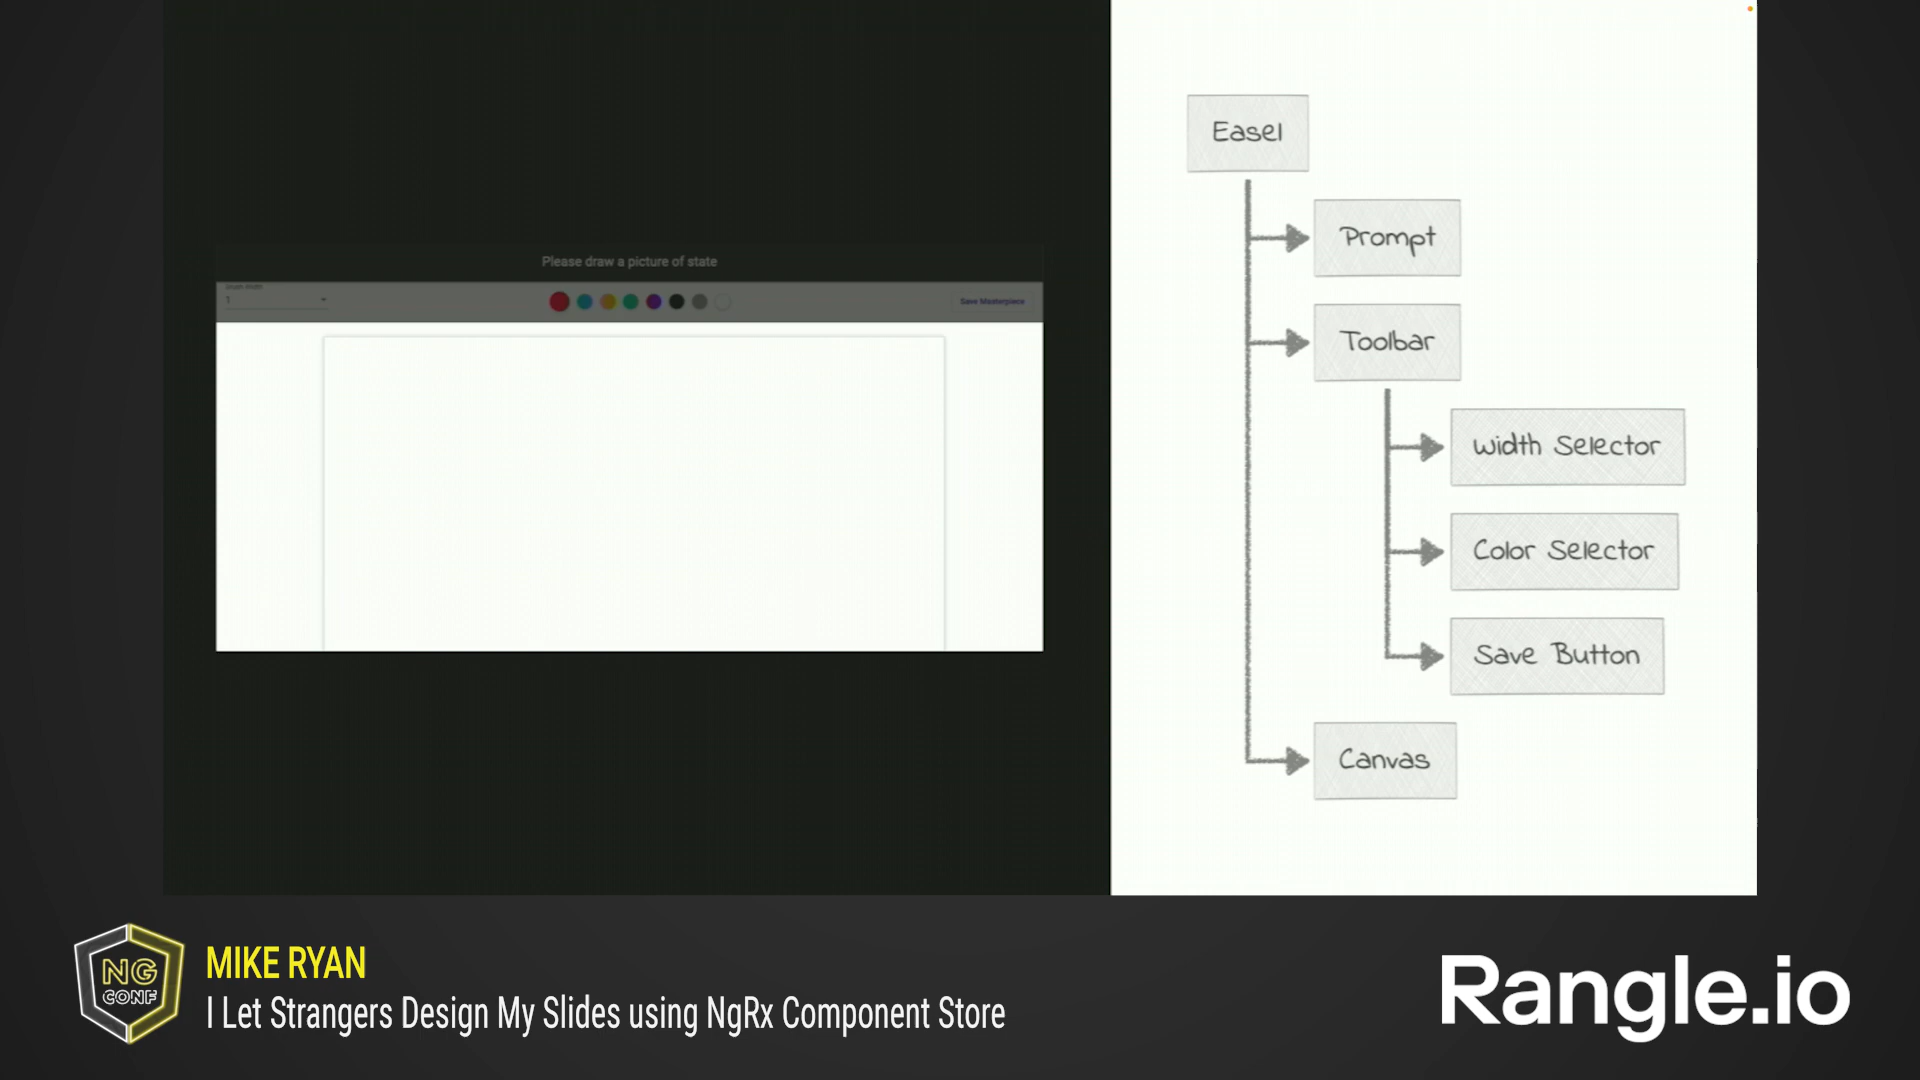 Please draw a picture of state
1
Save Masterpiece
Easel
Prompt
Toolbar
Width Selector
Color Selector
Save Button
Canvas
NG
CONF
MIKE RYAN
I Let Strangers Design My Slides using NgRx Component Store
Rangle.io